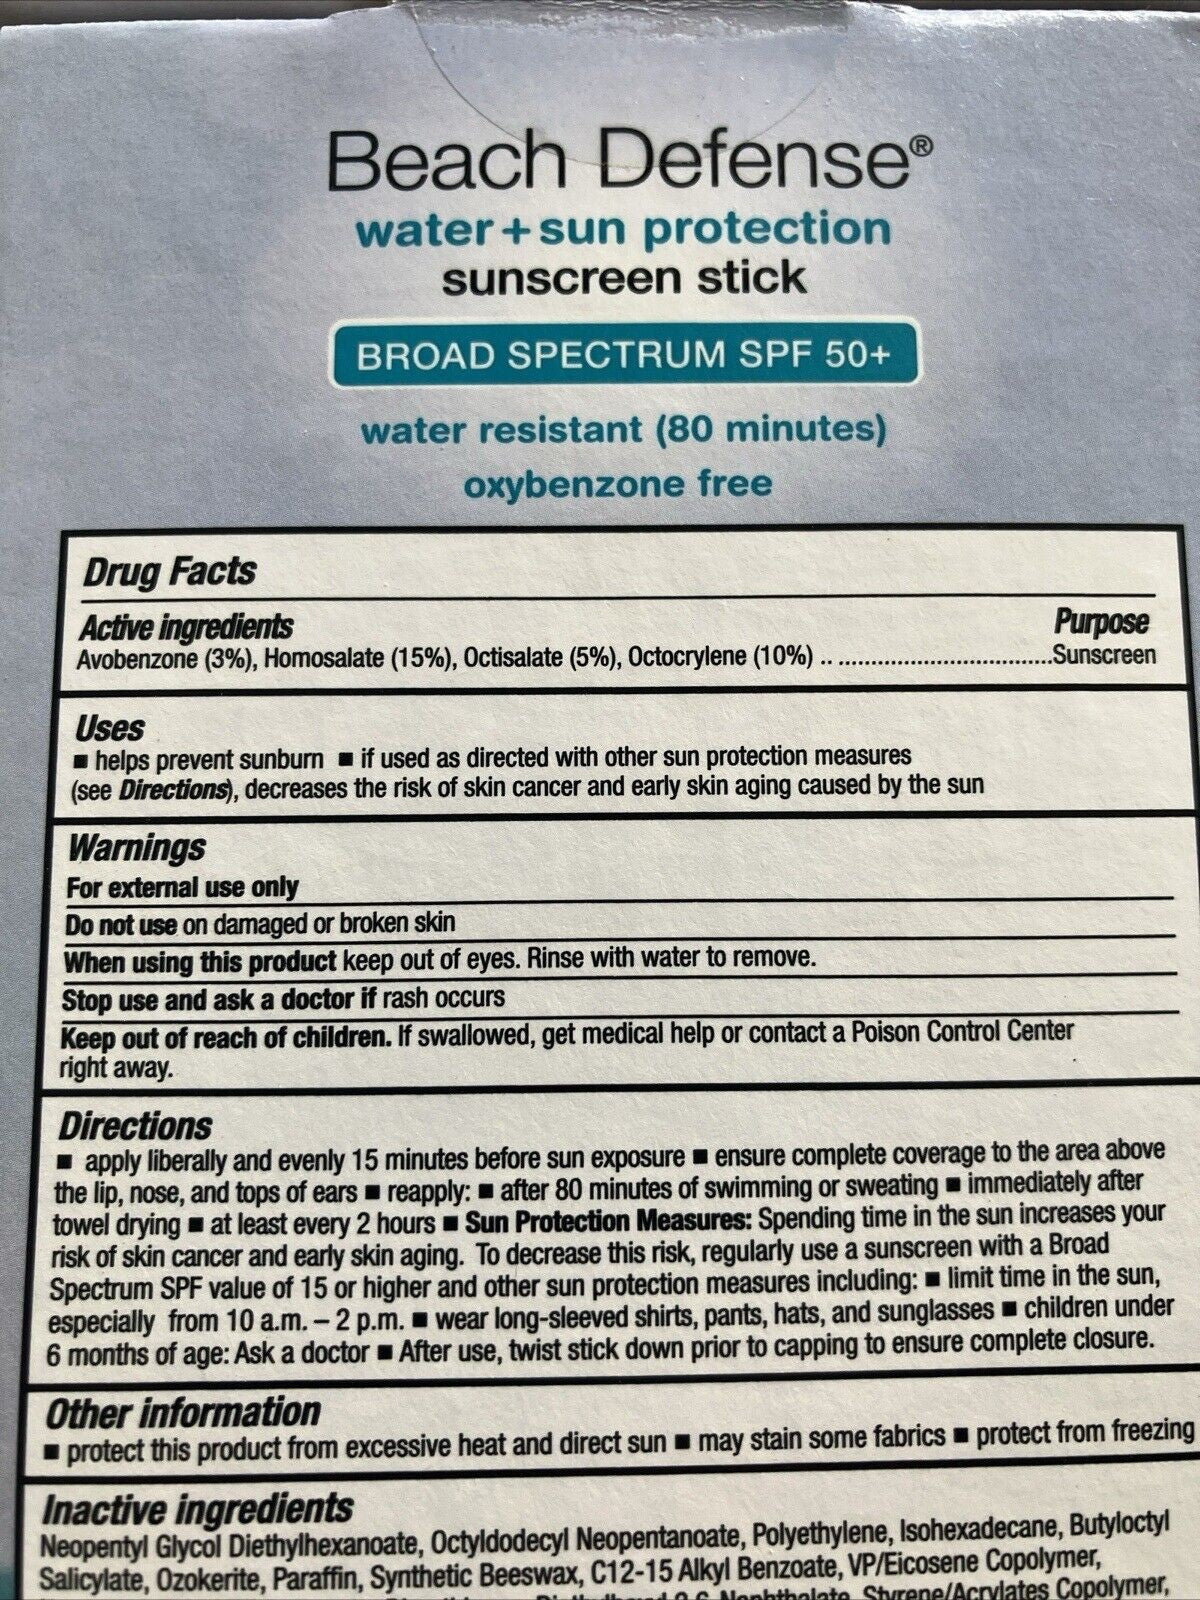 Beach Defense®
water + sun protection
sunscreen stick
BROAD SPECTRUM SPF 50+
water resistant (80 minutes)
oxybenzone free
Drug Facts
Active ingredients Purpose
Avobenzone (3%), Homosalate (15%), Octisalate (5%), Octocrylene (10%) .. ..................................Sunscreen
Uses
■ helps prevent sunburn ■ if used as directed with other sun protection measures
(see Directions), decreases the risk of skin cancer and early skin aging caused by the sun
Warnings
For external use only
Do not use on damaged or broken skin
When using this product keep out of eyes. Rinse with water to remove.
Stop use and ask a doctor if rash occurs
Keep out of reach of children. If swallowed, get medical help or contact a Poison Control Center
right away.
Directions
■ apply liberally and evenly 15 minutes before sun exposure ■ ensure complete coverage to the area above
the lip, nose, and tops of ears ■ reapply: ■ after 80 minutes of swimming or sweating ■ immediately after
towel drying ■ at least every 2 hours ■ Sun Protection Measures: Spending time in the sun increases your
risk of skin cancer and early skin aging. To decrease this risk, regularly use a sunscreen with a Broad
Spectrum SPF value of 15 or higher and other sun protection measures including: ■ limit time in the sun,
especially from 10 a.m. – 2 p.m. ■ wear long-sleeved shirts, pants, hats, and sunglasses ■ children under
6 months of age: Ask a doctor ■ After use, twist stick down prior to capping to ensure complete closure.
Other information
■ protect this product from excessive heat and direct sun ■ may stain some fabrics ■ protect from freezing
Inactive ingredients
Neopentyl Glycol Diethylhexanoate, Octyldodecyl Neopentanoate, Polyethylene, Isohexadecane, Butyloctyl
Salicylate, Ozokerite, Paraffin, Synthetic Beeswax, C12-15 Alkyl Benzoate, VP/Eicosene Copolymer,
Styrene/Acrylates Copolymer,